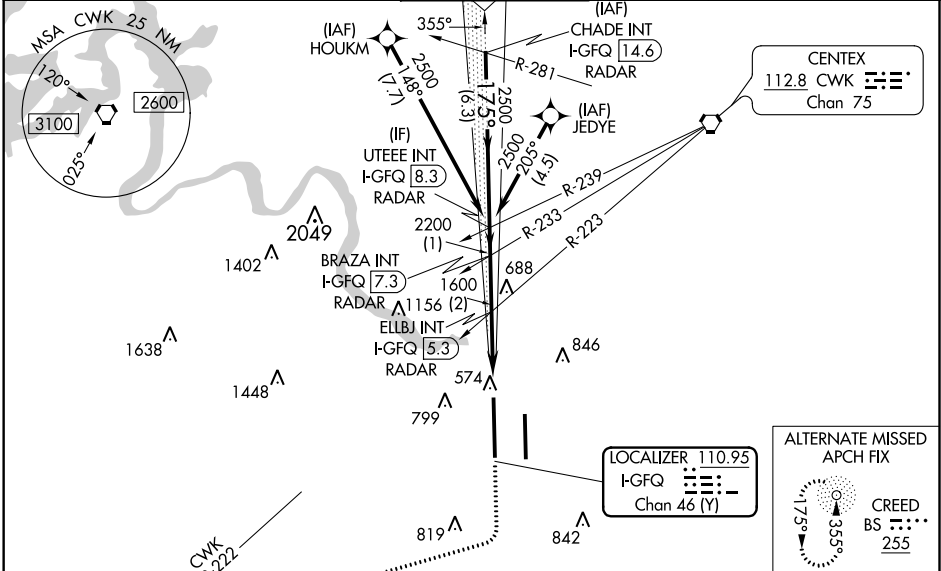 MSA CWK 25 NM
120°
3100
2600
025°
(IAF)
HOUKM
2500
148°
(7.7)
355°
(IAF)
CHADE INT
I-GFQ 14.6
RADAR
R-281
2500
175°
(6.3)
(IAF)
JEDYE
2500
205°
(4.5)
CENTEX
112.8 CWK
Chan 75
(IF)
UTEEE INT
I-GFQ 8.3
RADAR
R-239
R-233
R-223
2200
(1)
2049
1402
BRAZA INT
I-GFQ 7.3
RADAR
1600
(2)
688
1156
ELLBJ INT
I-GFQ 5.3
RADAR
1638
846
1448
574
799
LOCALIZER 110.95
I-GFQ
Chan 46 (Y)
ALTERNATE MISSED
APCH FIX
175°
355°
CREED
BS
255
819
842
CWK